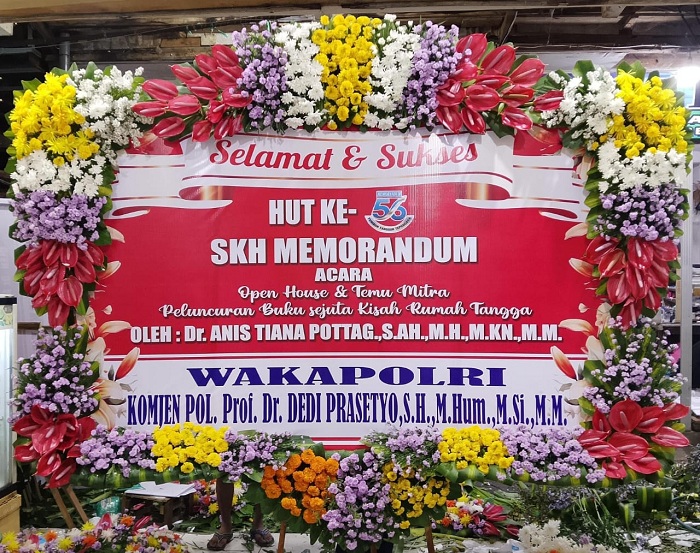 Selamat & Sukses
HUT KE- 56
SKH MEMORANDUM
ACARA
Open House & Temu Mitra
Peluncuran Buku sejuta Kisah Rumah Tangga
OLEH : Dr. ANIS TIANA POTTAG.,S.AH.,M.H.,M.KN.,M.M.
WAKAPOLRI
KOMJEN POL. Prof. Dr. DEDI PRASETYO,S.H.,M.Hum.,M.Si.,M.M.